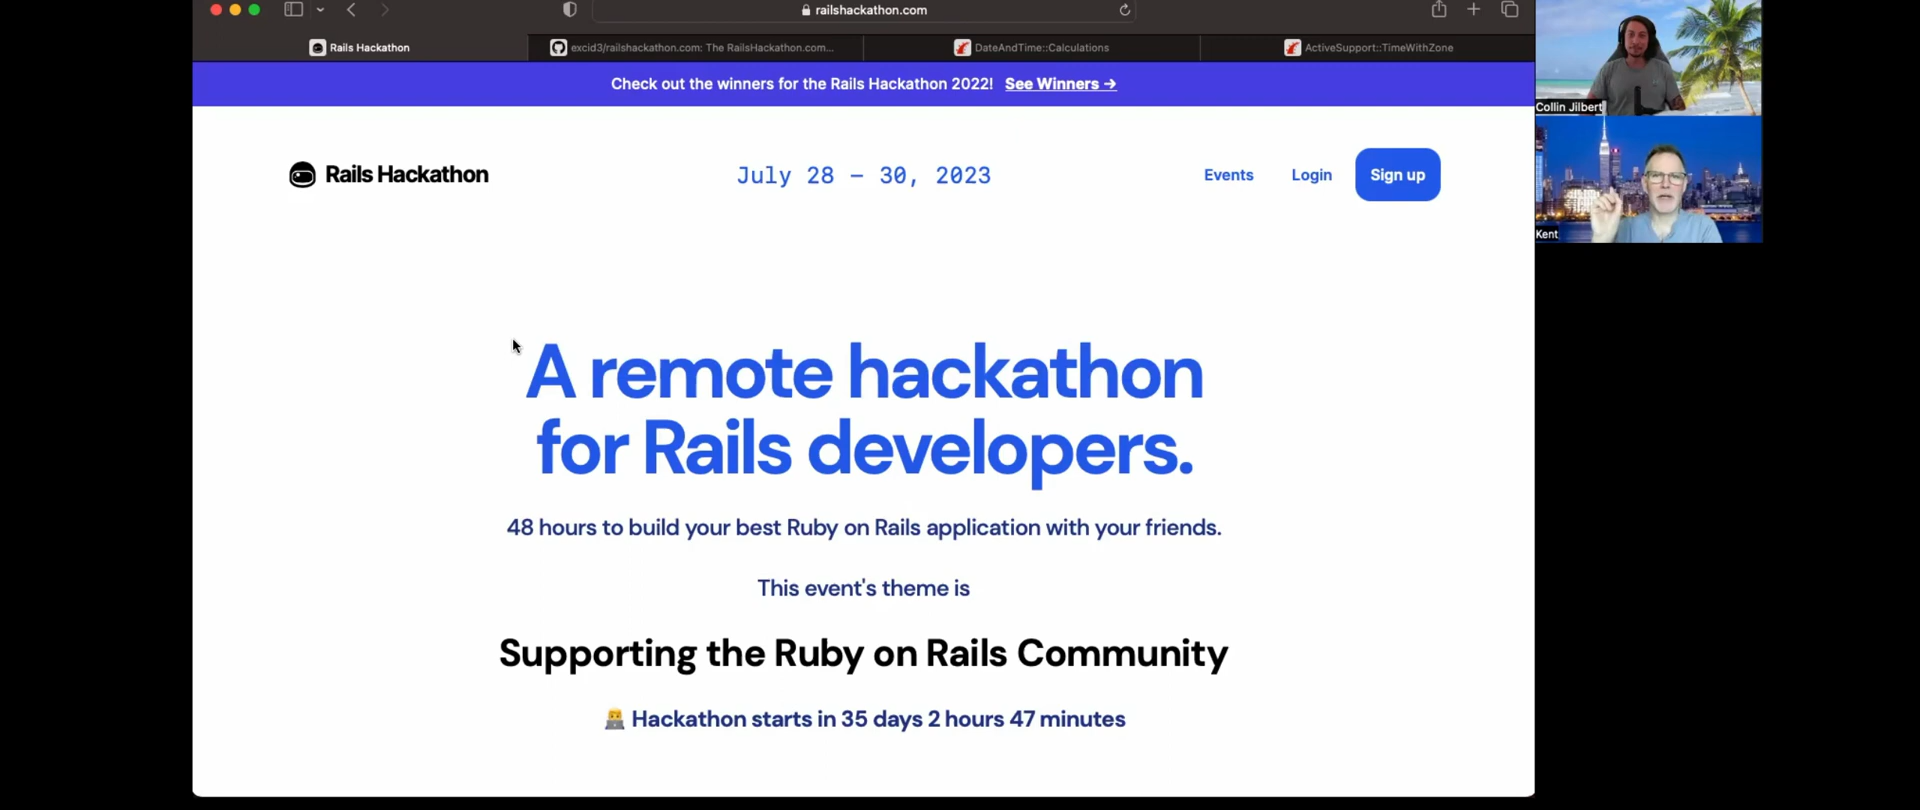 railshackathon.com
Rails Hackathon
excid3/railshackathon.com: The RailsHackathon.com...
DateAndTime::Calculations
ActiveSupport::TimeWithZone
Check out the winners for the Rails Hackathon 2022! See Winners →
Rails Hackathon
July 28 – 30, 2023
Events
Login
Sign up
A remote hackathon
for Rails developers.
48 hours to build your best Ruby on Rails application with your friends.
This event's theme is
Supporting the Ruby on Rails Community
🧑‍💻 Hackathon starts in 35 days 2 hours 47 minutes
Collin Jilbert
Kent